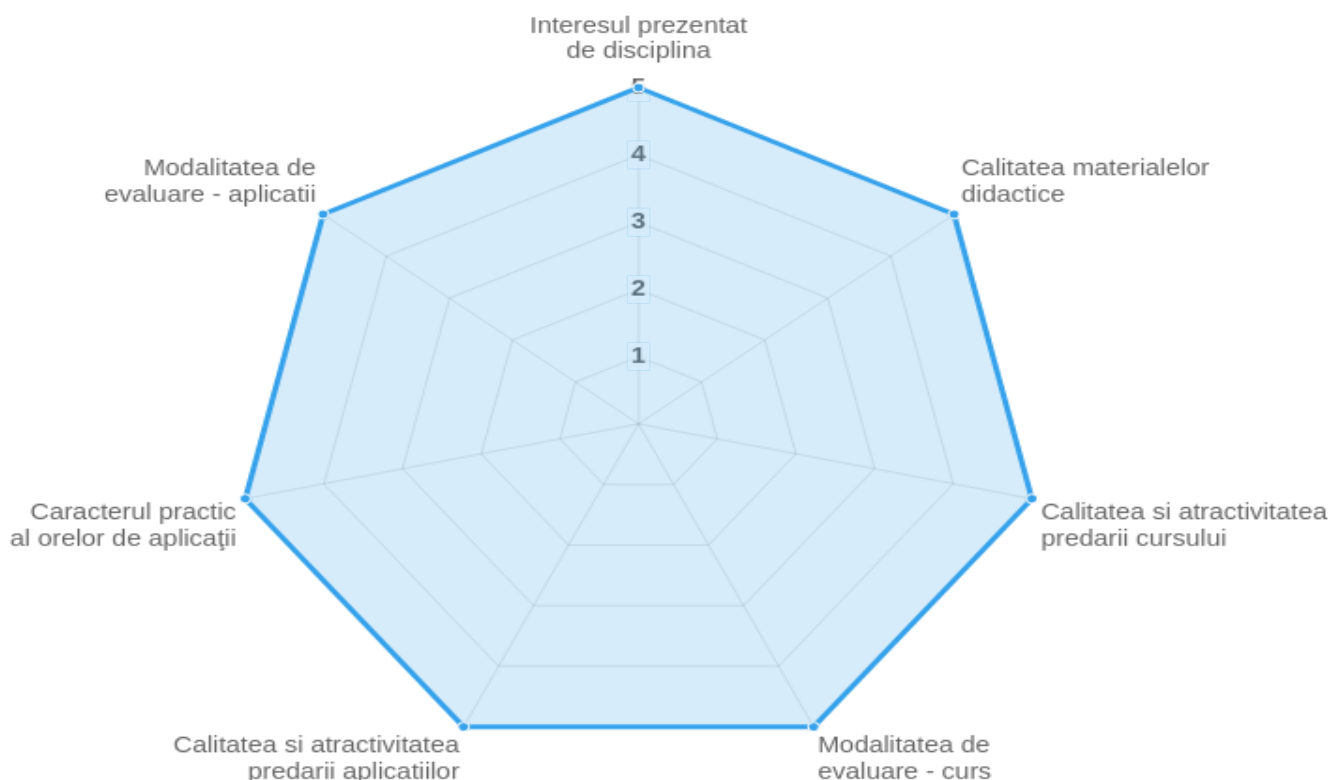 Interesul prezentat
de disciplina
5
Modalitatea de
evaluare - aplicatii
4
Calitatea materialelor
didactice
3
2
1
Caracterul practic
al orelor de aplicaţii
Calitatea si atractivitatea
predarii cursului
Calitatea si atractivitatea
predarii aplicatiilor
Modalitatea de
evaluare - curs